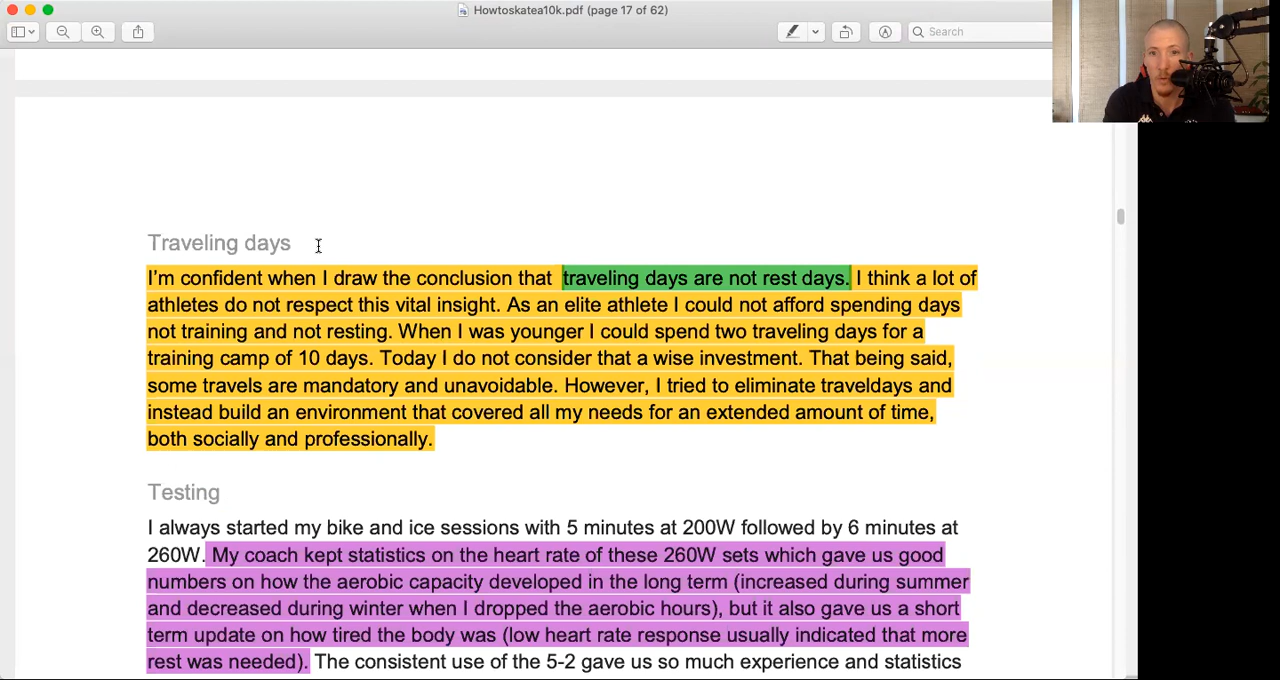 Howtoskatea10k.pdf (page 17 of 62)
Search
Traveling days
I'm confident when I draw the conclusion that traveling days are not rest days. I think a lot of
athletes do not respect this vital insight. As an elite athlete I could not afford spending days
not training and not resting. When I was younger I could spend two traveling days for a
training camp of 10 days. Today I do not consider that a wise investment. That being said,
some travels are mandatory and unavoidable. However, I tried to eliminate traveldays and
instead build an environment that covered all my needs for an extended amount of time,
both socially and professionally.
Testing
I always started my bike and ice sessions with 5 minutes at 200W followed by 6 minutes at
260W. My coach kept statistics on the heart rate of these 260W sets which gave us good
numbers on how the aerobic capacity developed in the long term (increased during summer
and decreased during winter when I dropped the aerobic hours), but it also gave us a short
term update on how tired the body was (low heart rate response usually indicated that more
rest was needed). The consistent use of the 5-2 gave us so much experience and statistics